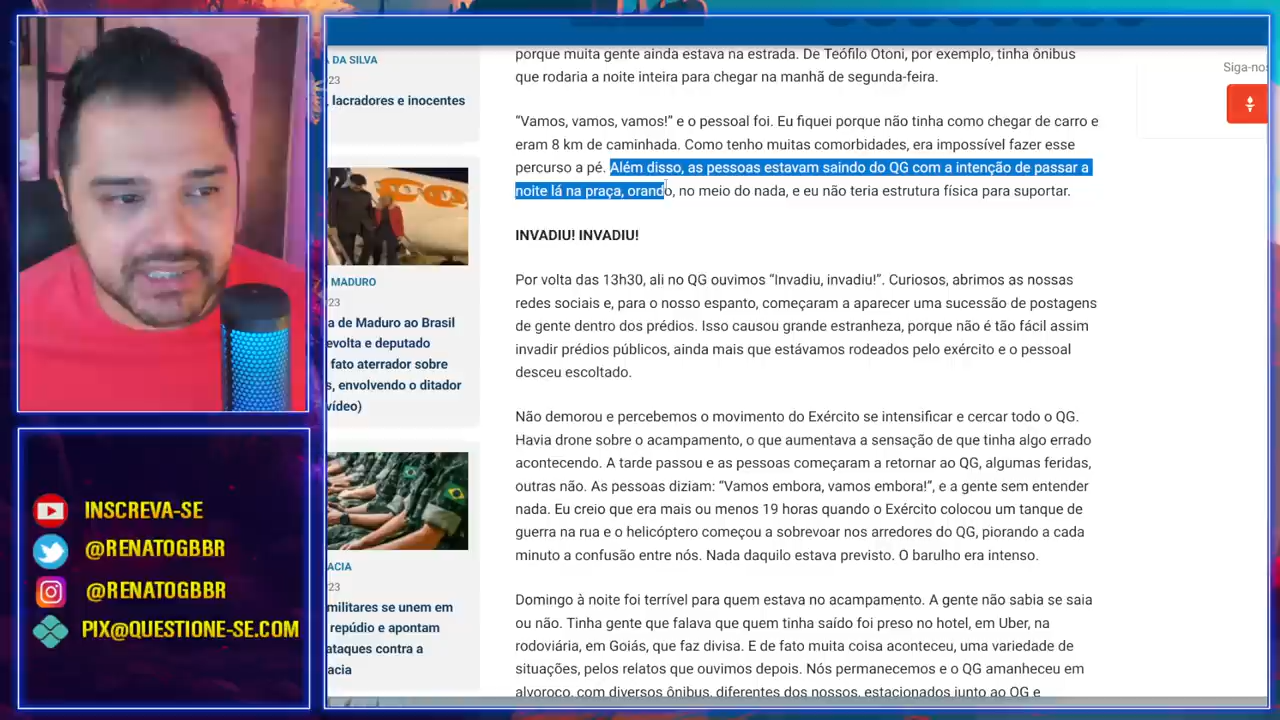 DA SILVA
23
, lacradores e inocentes
MADURO
23
a de Maduro ao Brasil
evolta e deputado
fato aterrador sobre
s, envolvendo o ditador
vídeo)
ACIA
23
militares se unem em
repúdio e apontam
ataques contra a
acia
porque muita gente ainda estava na estrada. De Teófilo Otoni, por exemplo, tinha ônibus
que rodaria a noite inteira para chegar na manhã de segunda-feira.
“Vamos, vamos, vamos!” e o pessoal foi. Eu fiquei porque não tinha como chegar de carro e
eram 8 km de caminhada. Como tenho muitas comorbidades, era impossível fazer esse
percurso a pé. Além disso, as pessoas estavam saindo do QG com a intenção de passar a
noite lá na praça, orando, no meio do nada, e eu não teria estrutura física para suportar.
INVADIU! INVADIU!
Por volta das 13h30, ali no QG ouvimos “Invadiu, invadiu!”. Curiosos, abrimos as nossas
redes sociais e, para o nosso espanto, começaram a aparecer uma sucessão de postagens
de gente dentro dos prédios. Isso causou grande estranheza, porque não é tão fácil assim
invadir prédios públicos, ainda mais que estávamos rodeados pelo exército e o pessoal
desceu escoltado.
Não demorou e percebemos o movimento do Exército se intensificar e cercar todo o QG.
Havia drone sobre o acampamento, o que aumentava a sensação de que tinha algo errado
acontecendo. A tarde passou e as pessoas começaram a retornar ao QG, algumas feridas,
outras não. As pessoas diziam: “Vamos embora, vamos embora!”, e a gente sem entender
nada. Eu creio que era mais ou menos 19 horas quando o Exército colocou um tanque de
guerra na rua e o helicóptero começou a sobrevoar nos arredores do QG, piorando a cada
minuto a confusão entre nós. Nada daquilo estava previsto. O barulho era intenso.
Domingo à noite foi terrível para quem estava no acampamento. A gente não sabia se saia
ou não. Tinha gente que falava que quem tinha saído foi preso no hotel, em Uber, na
rodoviária, em Goiás, que faz divisa. E de fato muita coisa aconteceu, uma variedade de
situações, pelos relatos que ouvimos depois. Nós permanecemos e o QG amanheceu em
alvoroço, com diversos ônibus, diferentes dos nossos, estacionados junto ao QG e
Siga-nos
INSCREVA-SE
@RENATOGBBR
@RENATOGBBR
PIX@QUESTIONE-SE.COM